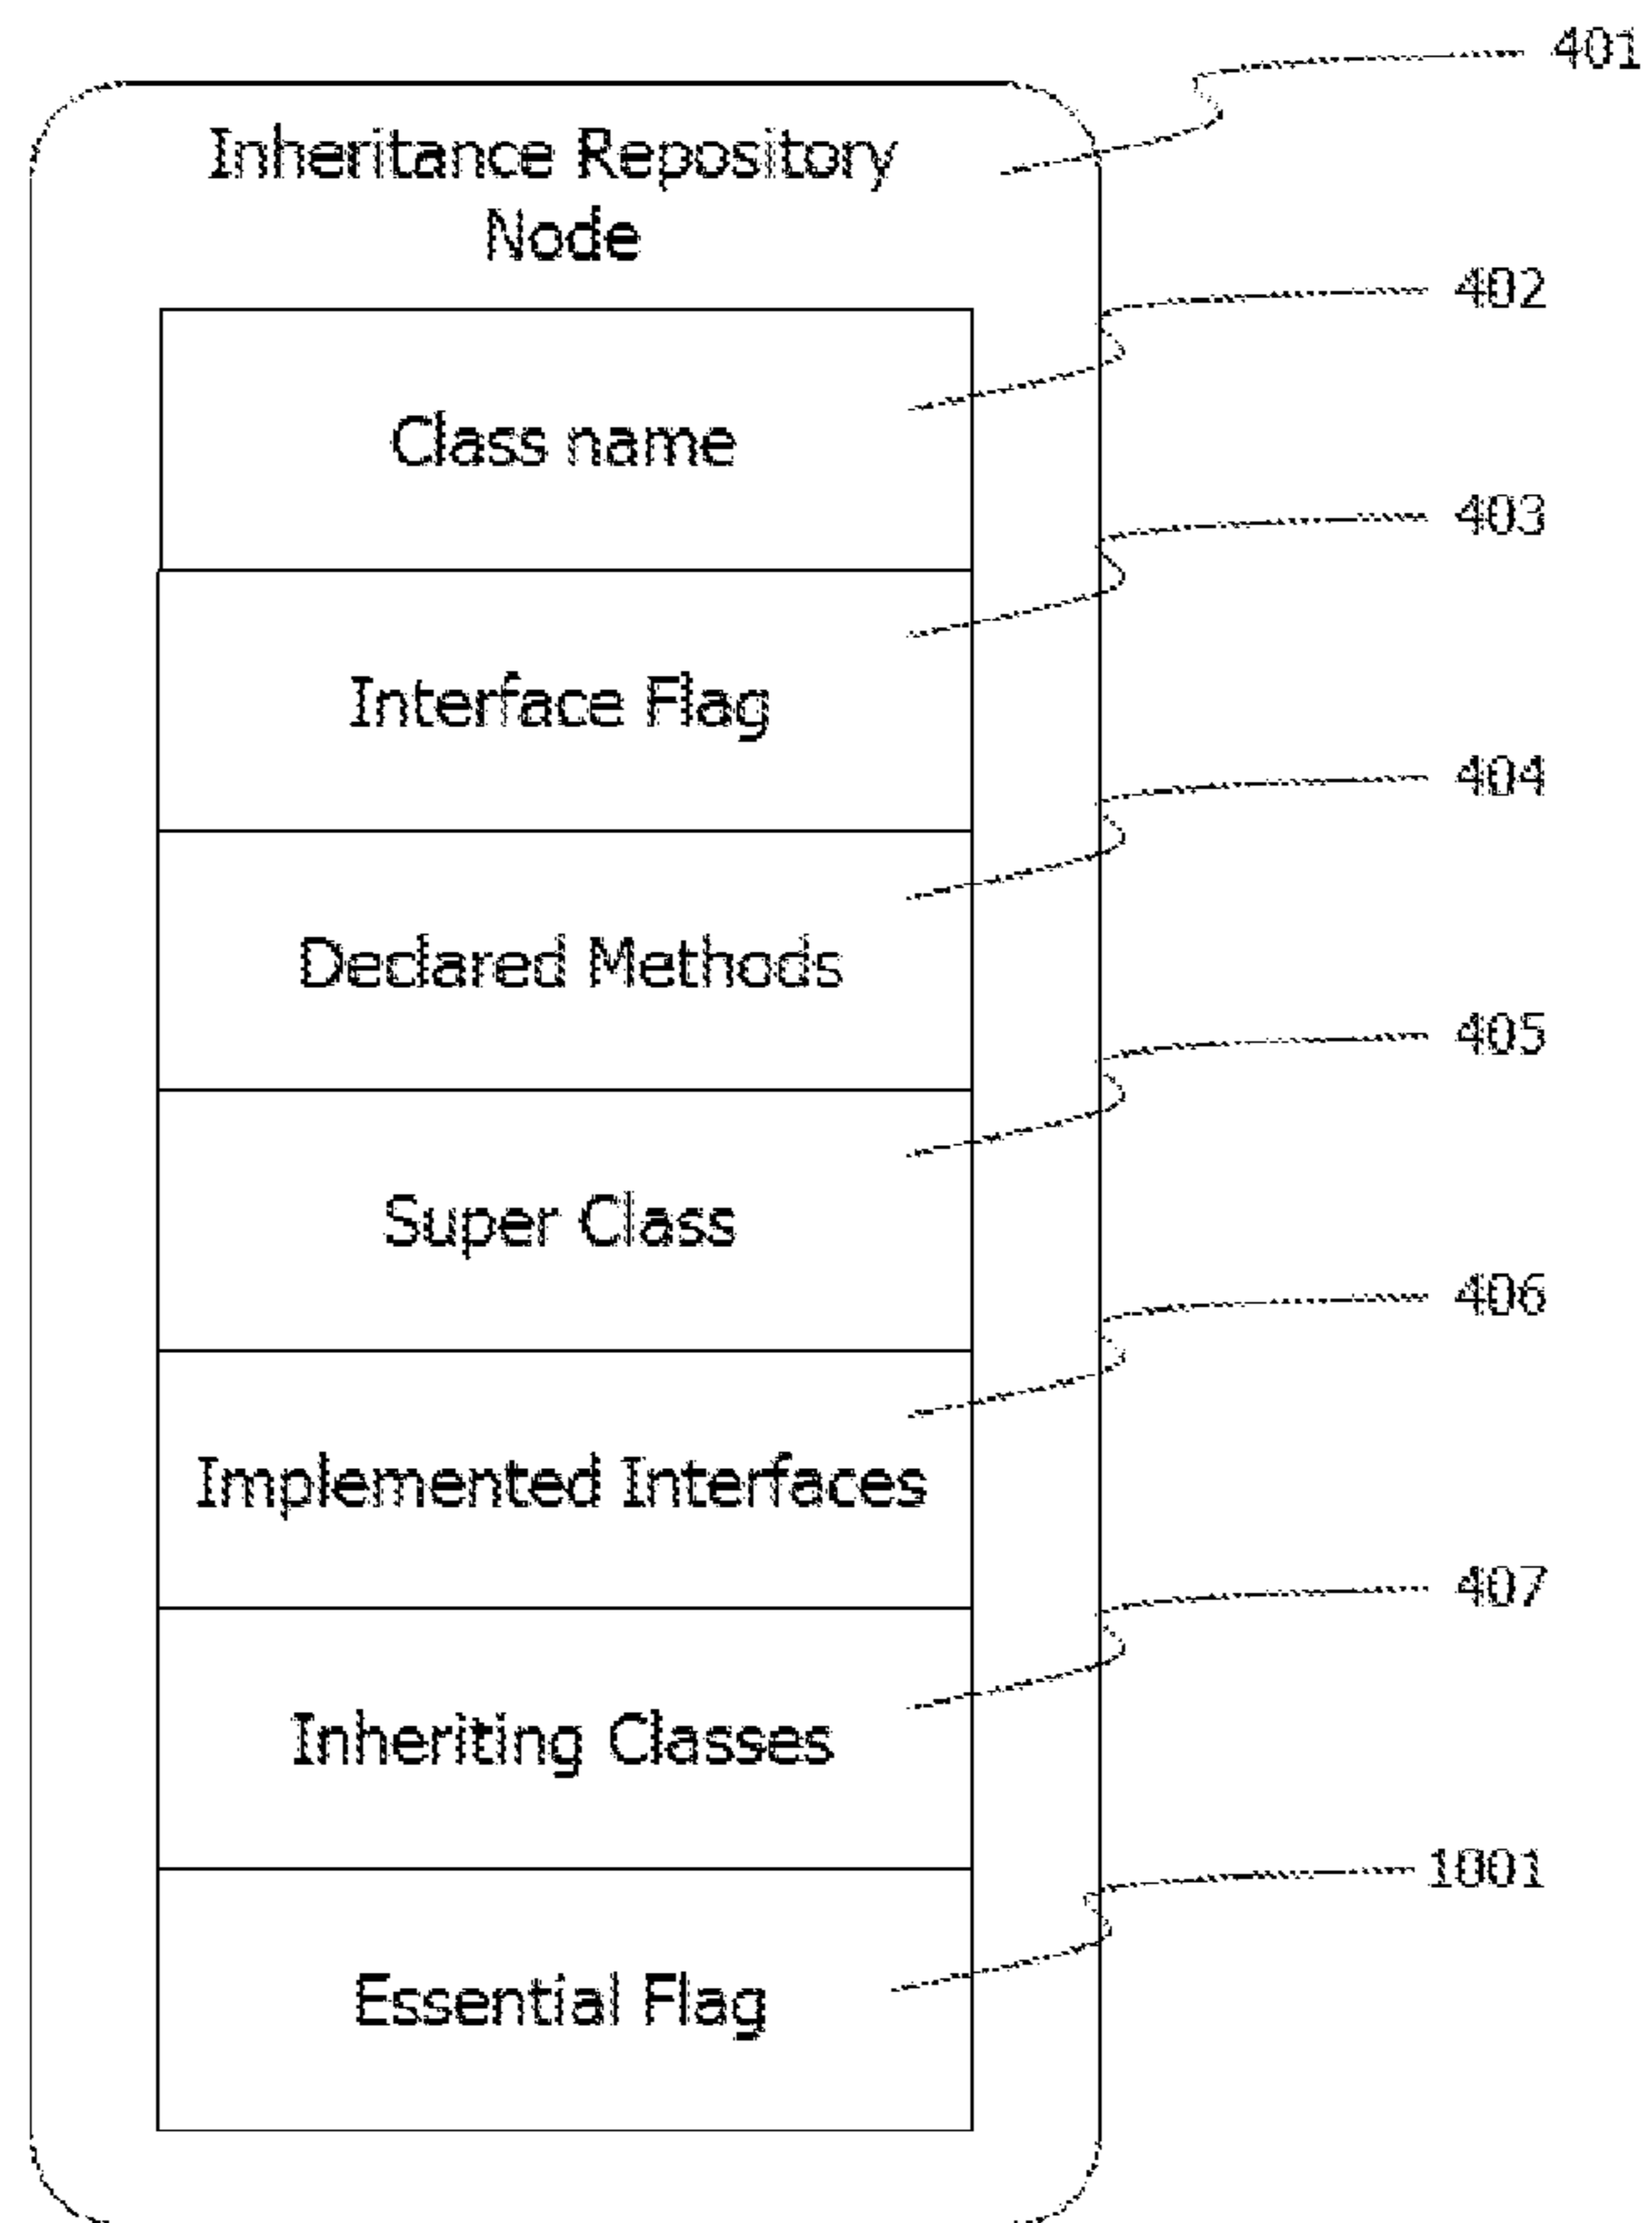 401
Inheritance Repository
Node
402
Class name
403
Interface Flag
404
Declared Methods
405
Super Class
406
Implemented Interfaces
407
Inheriting Classes
1001
Essential Flag